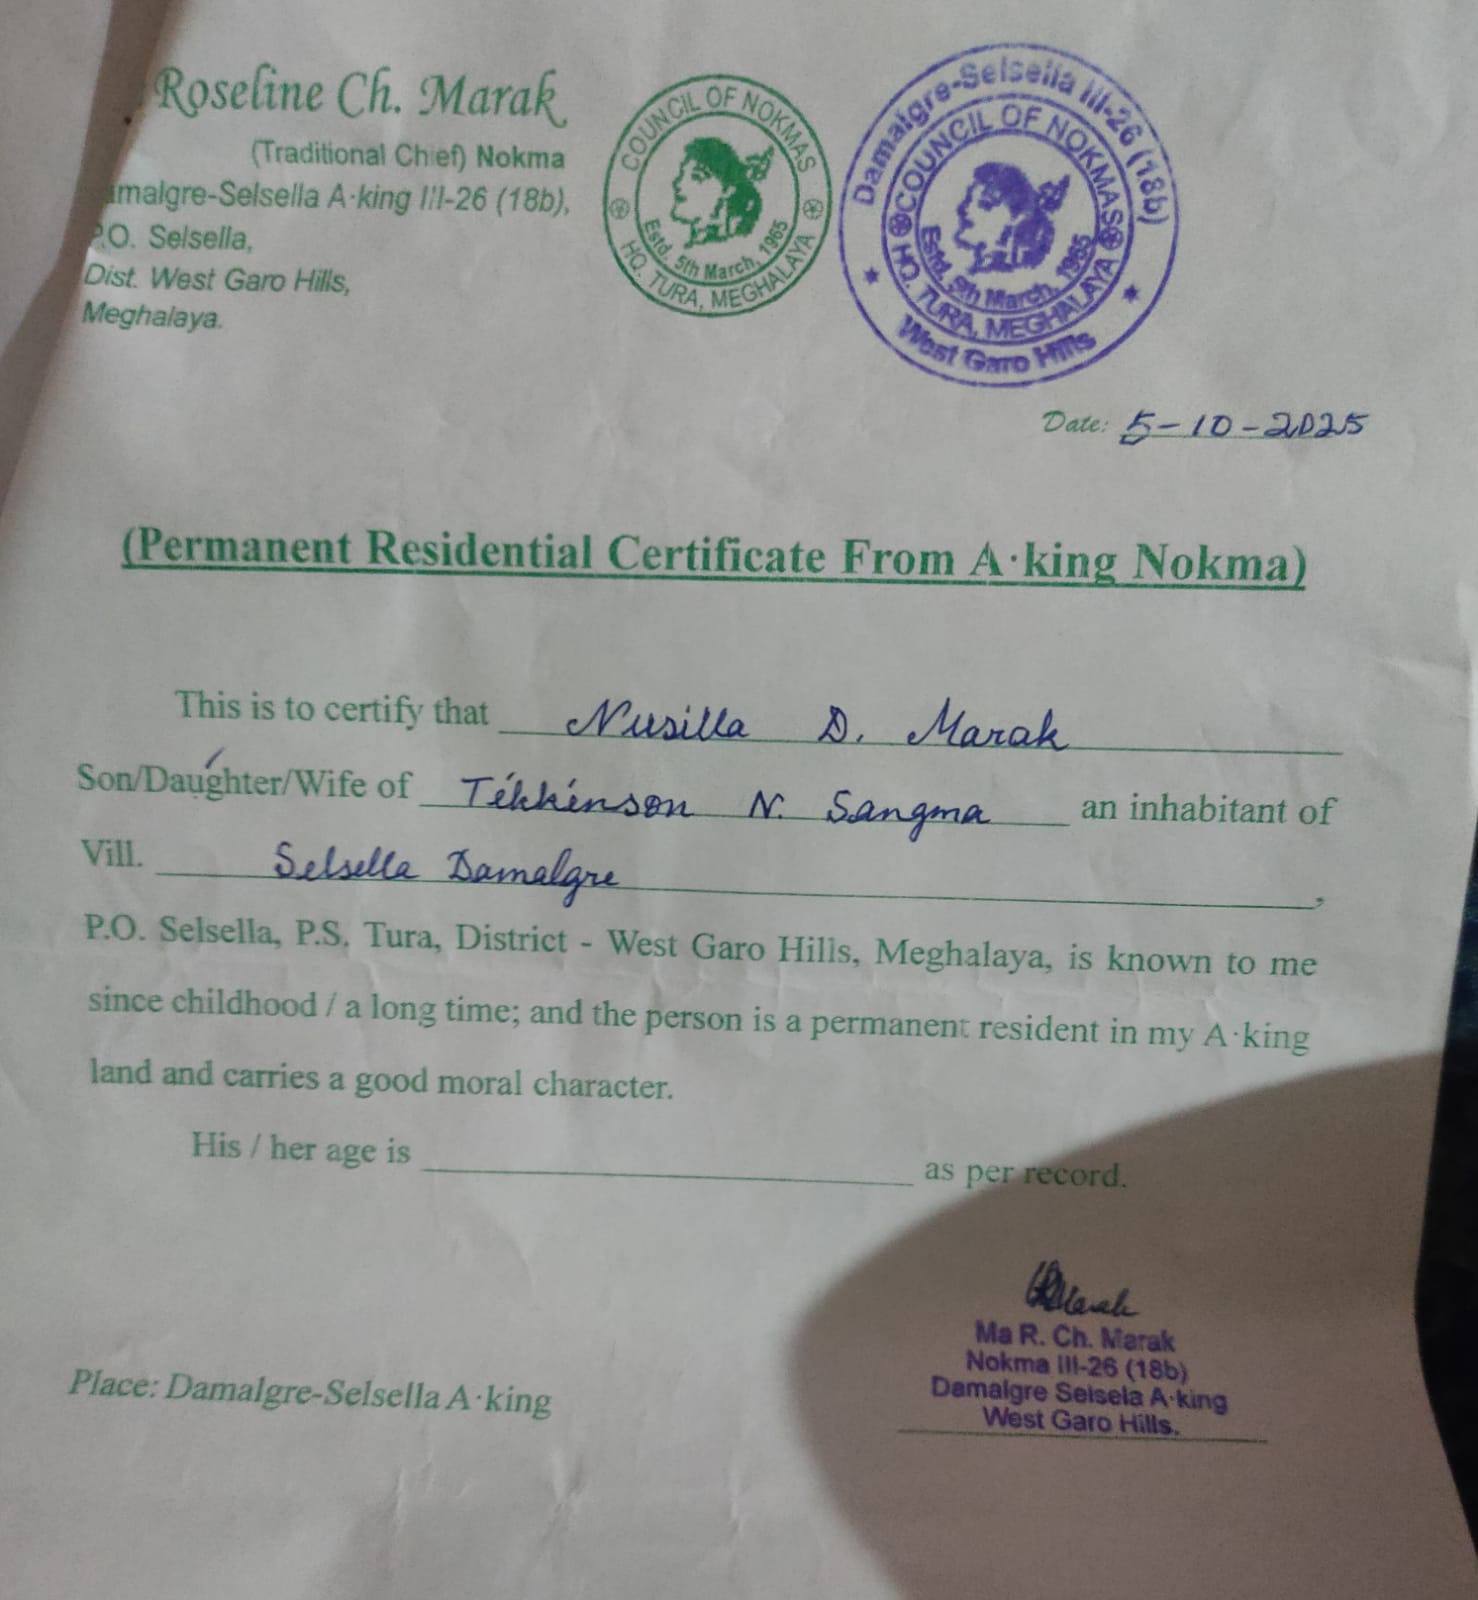 Roseline Ch. Marak
(Traditional Chief) Nokma
malgre-Selsella A·king III-26 (18b),
P.O. Selsella,
Dist. West Garo Hills,
Meghalaya.
COUNCIL OF NOKMAS
Estd. 5th March, 1965
HQ. TURA, MEGHALAYA
Damalgre-Selsella III-26 (18b)
COUNCIL OF NOKMAS
Estd. 5th March, 1965
HQ. TURA, MEGHALAYA
West Garo Hills
Date: 5-10-2025
(Permanent Residential Certificate From A·king Nokma)
This is to certify that Nusilla D. Marak
Son/Daughter/Wife of Tikkinson N. Sangma an inhabitant of
Vill. Selsella Damalgre,
P.O. Selsella, P.S. Tura, District - West Garo Hills, Meghalaya, is known to me
since childhood / a long time; and the person is a permanent resident in my A·king
land and carries a good moral character.
His / her age is as per record.
Marak
Ma R. Ch. Marak
Nokma III-26 (18b)
Damalgre Selsela A·king
West Garo Hills.
Place: Damalgre-Selsella A·king